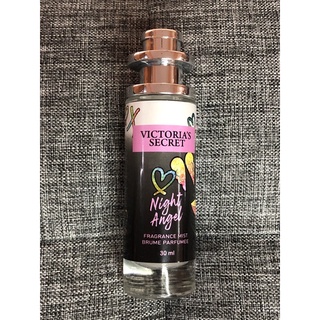 VICTORIA'S
SECRET
Night
Angel
FRAGRANCE MIST
BRUME PARFUMÉE
30 ml